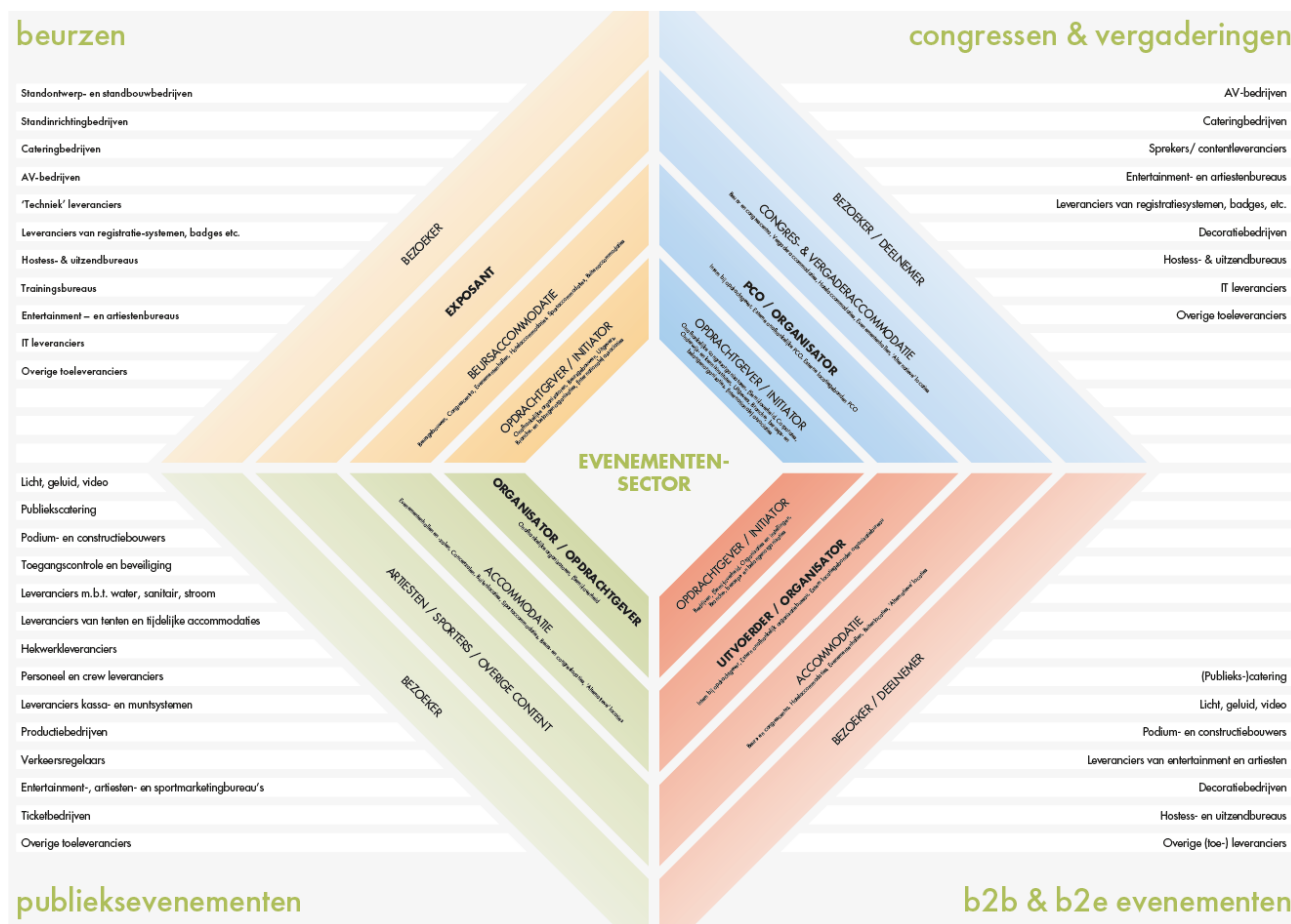 beurzen
Standontwerp- en standbouwbedrijven
Standinrichtingbedrijven
Cateringbedrijven
AV-bedrijven
‘Techniek’ leveranciers
Leveranciers van registratie-systemen, badges etc.
Hostess- & uitzendbureaus
Trainingsbureaus
Entertainment – en artiestenbureaus
IT leveranciers
Overige toeleveranciers
BEZOEKER
EXPOSANT
BEURSACCOMMODATIE
OPDRACHTGEVER / INITIATOR
congressen & vergaderingen
AV-bedrijven
Cateringbedrijven
Sprekers/ contentleveranciers
Entertainment- en artiestenbureaus
Leveranciers van registratiesystemen, badges, etc.
Decoratiebedrijven
Hostess- & uitzendbureaus
IT leveranciers
Overige toeleveranciers
BEZOEKER / DEELNEMER
CONGRES- & VERGADERACCOMMODATIE
PCO / ORGANISATOR
OPDRACHTGEVER / INITIATOR
EVENEMENTEN-
SECTOR
Licht, geluid, video
Publiekscatering
Podium- en constructiebouwers
Toegangscontrole en beveiliging
Leveranciers m.b.t. water, sanitair, stroom
Leveranciers van tenten en tijdelijke accommodaties
Hekwerkleveranciers
Personeel en crew leveranciers
Leveranciers kassa- en muntsystemen
Productiebedrijven
Verkeersregelaars
Entertainment-, artiesten- en sportmarketingbureau’s
Ticketbedrijven
Overige toeleveranciers
ORGANISATOR / OPDRACHTGEVER
ACCOMMODATIE
ARTIESTEN / SPORTERS / OVERIGE CONTENT
BEZOEKER
publieksevenementen
OPDRACHTGEVER / INITIATOR
UITVOERDER / ORGANISATOR
ACCOMMODATIE
BEZOEKER / DEELNEMER
(Publieks-)catering
Licht, geluid, video
Podium- en constructiebouwers
Leveranciers van entertainment en artiesten
Decoratiebedrijven
Hostess- en uitzendbureaus
Overige (toe-) leveranciers
b2b & b2e evenementen